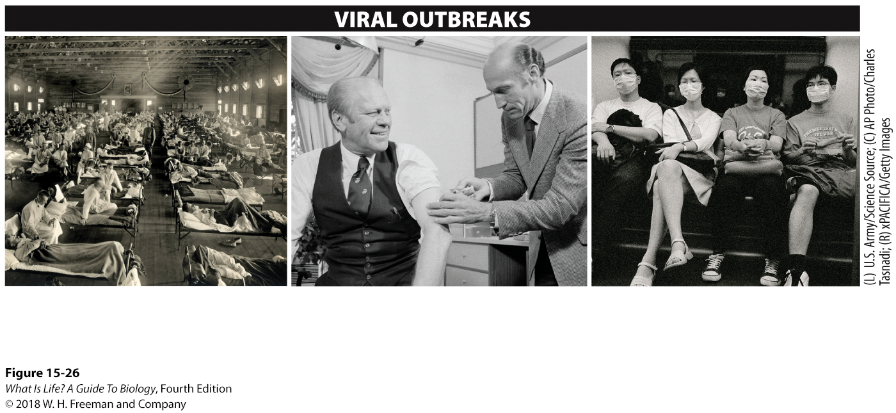 VIRAL OUTBREAKS
(L) U.S. Army/Science Source; (C) AP Photo/Charles
Tasnadi; (R) xPACIFICA/Getty Images
Figure 15-26
What Is Life? A Guide To Biology, Fourth Edition
© 2018 W. H. Freeman and Company